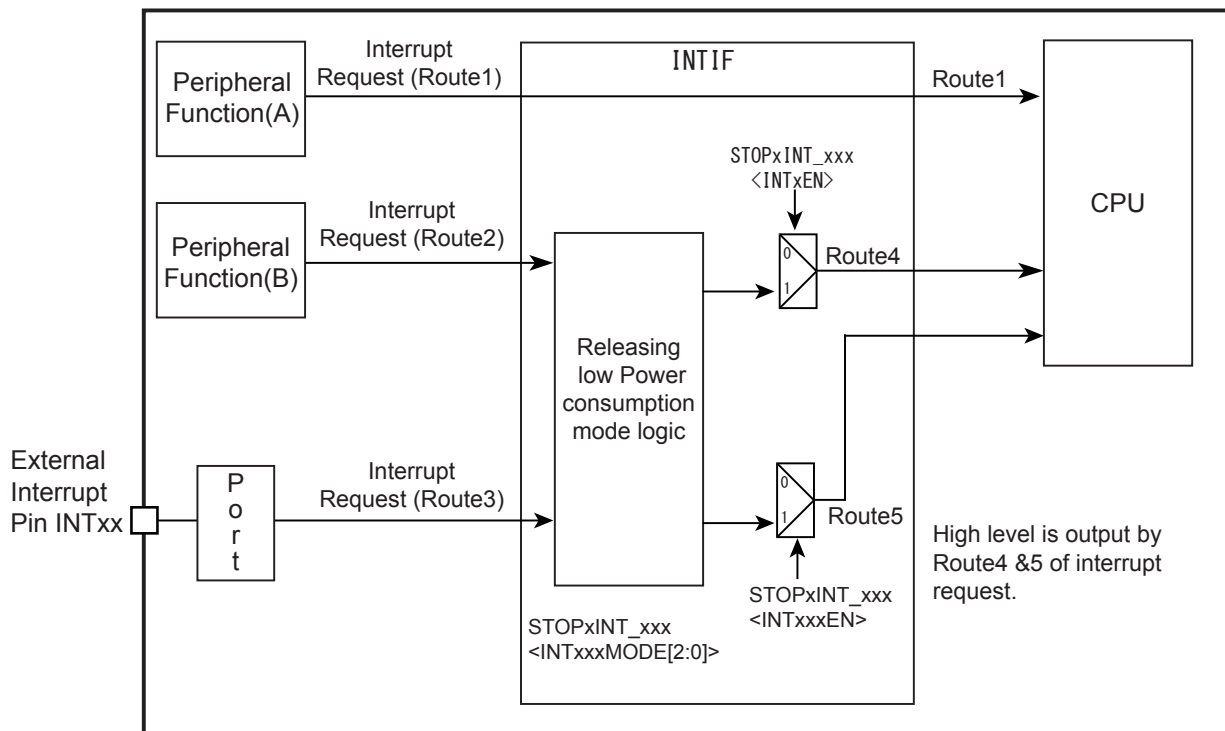 Peripheral
Function(A)
Interrupt
Request (Route1)
INTIF
Route1
CPU
STOPxINT_xxx
<INTxEN>
Peripheral
Function(B)
Interrupt
Request (Route2)
0
1
Route4
Releasing
low Power
consumption
mode logic
External
Interrupt
Pin INTxx
P
o
r
t
Interrupt
Request (Route3)
0
1
Route5
STOPxINT_xxx
<INTxxxEN>
STOPxINT_xxx
<INTxxxMODE[2:0]>
High level is output by
Route4 &5 of interrupt
request.